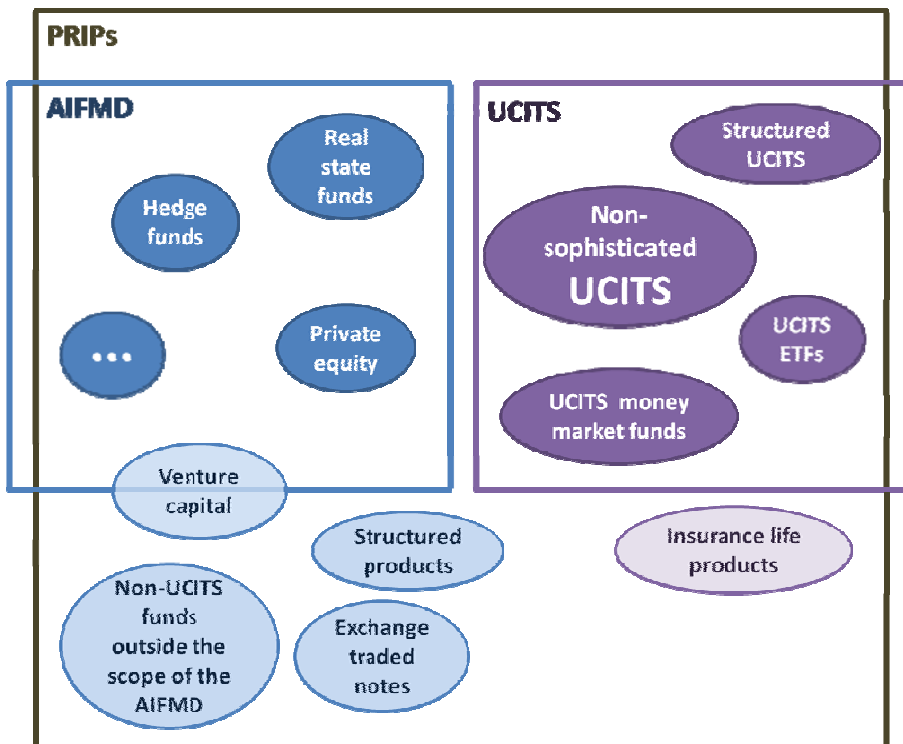 PRIPs
AIFMD
Real
state
funds
Hedge
funds
...
Private
equity
Venture
capital
UCITS
Structured
UCITS
Non-
sophisticated
UCITS
UCITS
ETFs
UCITS money
market funds
Structured
products
Insurance life
products
Non-UCITS
funds
outside the
scope of the
AIFMD
Exchange
traded
notes